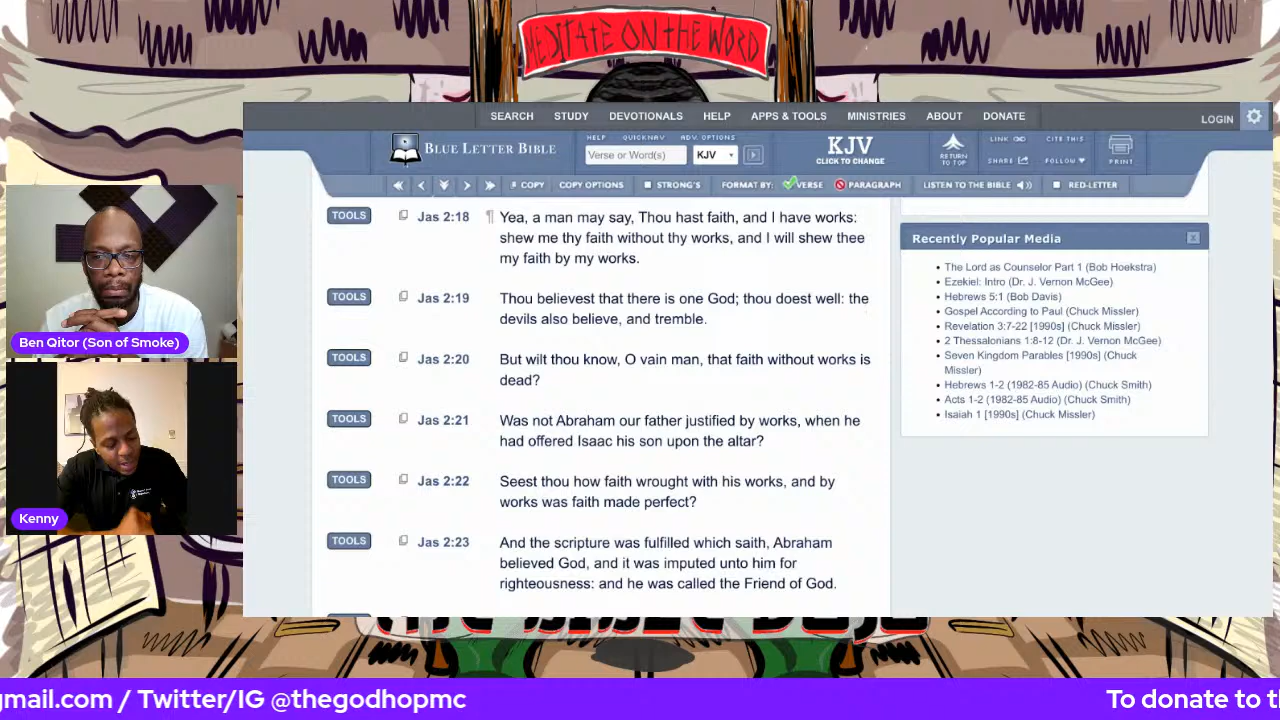 MEDITATE ON THE WORD
SEARCH STUDY DEVOTIONALS HELP APPS & TOOLS MINISTRIES ABOUT DONATE
LOGIN
BLUE LETTER BIBLE
HELP QUICKNAV ADV. OPTIONS
Verse or Word(s) KJV
KJV
CLICK TO CHANGE
RETURN TO TOP
LINK CITE THIS
SHARE FOLLOW
PRINT
COPY COPY OPTIONS STRONG'S FORMAT BY: VERSE PARAGRAPH LISTEN TO THE BIBLE RED-LETTER
TOOLS Jas 2:18 ¶ Yea, a man may say, Thou hast faith, and I have works:
shew me thy faith without thy works, and I will shew thee
my faith by my works.
TOOLS Jas 2:19 Thou believest that there is one God; thou doest well: the
devils also believe, and tremble.
TOOLS Jas 2:20 But wilt thou know, O vain man, that faith without works is
dead?
TOOLS Jas 2:21 Was not Abraham our father justified by works, when he
had offered Isaac his son upon the altar?
TOOLS Jas 2:22 Seest thou how faith wrought with his works, and by
works was faith made perfect?
TOOLS Jas 2:23 And the scripture was fulfilled which saith, Abraham
believed God, and it was imputed unto him for
righteousness: and he was called the Friend of God.
Recently Popular Media
• The Lord as Counselor Part 1 (Bob Hoekstra)
• Ezekiel: Intro (Dr. J. Vernon McGee)
• Hebrews 5:1 (Bob Davis)
• Gospel According to Paul (Chuck Missler)
• Revelation 3:7-22 [1990s] (Chuck Missler)
• 2 Thessalonians 1:8-12 (Dr. J. Vernon McGee)
• Seven Kingdom Parables [1990s] (Chuck
Missler)
• Hebrews 1-2 (1982-85 Audio) (Chuck Smith)
• Acts 1-2 (1982-85 Audio) (Chuck Smith)
• Isaiah 1 [1990s] (Chuck Missler)
Ben Qitor (Son of Smoke)
Kenny
gmail.com / Twitter/IG @thegodhopmc
To donate to